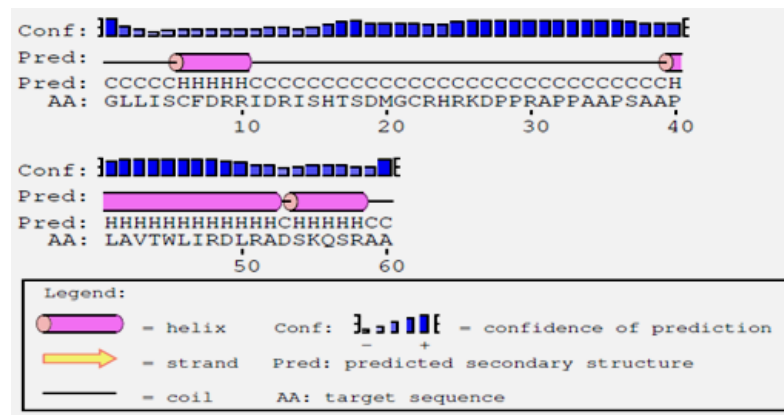 Conf:
Pred:
Pred: CCCCCHHHHHCCCCCCCCCCCCCCCCCCCCCCCCCCCCCH
AA: GLLISCFDRRIDRISHTSDMGCRHRKDPPRAPPAAPSAAP
10 20 30 40
Conf:
Pred:
Pred: HHHHHHHHHHHHCHHHHHCC
AA: LAVTWLIRDLRADSKQSRAA
50 60
Legend:
= helix Conf: = confidence of prediction
- +
= strand Pred: predicted secondary structure
= coil AA: target sequence